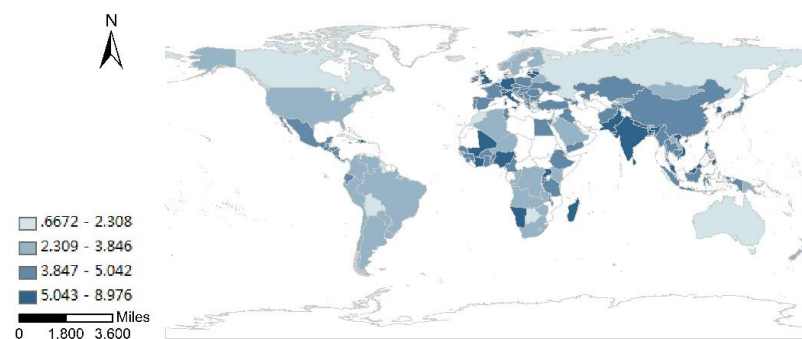 N
.6672 - 2.308
2.309 - 3.846
3.847 - 5.042
5.043 - 8.976
Miles
0 1.800 3.600